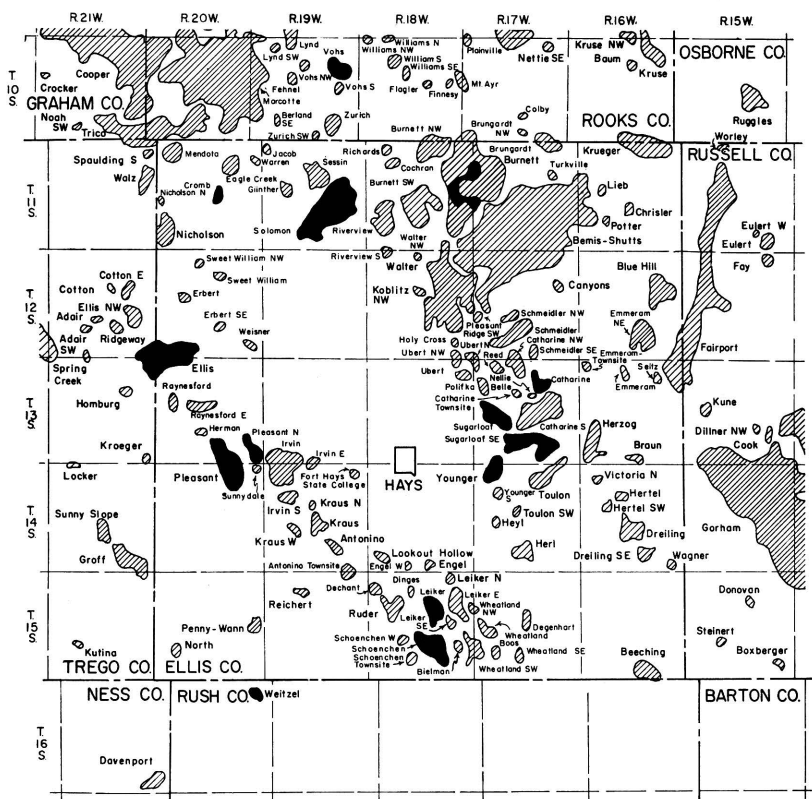 R.21W. R.20W. R.19W. R.18W. R.17W. R.16W. R.15W.
T. 10 S.
Lynd
Lynd SW
Vohs
Fehnel
Vohs NW
Vohs S
Marcotte
Cooper
Crocker
GRAHAM CO.
Noah SW
Trico
Berland SE
Zurich
Zurich SW
Williams N
Williams NW
Williams S
Williams SE
Flagler
Finnesy
Mt. Ayr
Plainville
Nettie SE
Colby
Brungardt NW
Burnett NW
Kruse NW
Baum
Kruse
OSBORNE CO.
ROOKS CO.
Ruggles
Worley
T. 11 S.
Spaulding S
Walz
Mendota
Nicholson N
Cromb
Nicholson
Jacob
Warren
Eagle Creek
Günther
Sessin
Solomon
Riverview
Richards
Cochran
Burnett SW
Walter NW
Brungardt
Burnett
Turkville
Bemis-Shutts
Krueger
Lieb
Chrisler
Potter
RUSSELL CO.
Eulert W
Eulert
Fay
T. 12 S.
Cotton E
Cotton
Ellis NW
Adair
Adair SW
Ridgeway
Spring Creek
Sweet William NW
Sweet William
Erbert
Erbert SE
Weisner
Ellis
Riverview S
Walter
Koblitz NW
Holy Cross
Pleasant Ridge SW
Canyons
Schmeidler NW
Schmeidler
Catharine NW
Schmeidler SE
Blue Hill
Emmeram NE
Emmeram Townsite
Seitz
Emmeram
Fairport
T. 13 S.
Homburg
Kroeger
Locker
Raynesford
Raynesford E
Herman
Pleasant N
Pleasant
Sunnydale
Irvin
Irvin E
Fort Hays State College
HAYS
Ubert N
Ubert NW
Ubert
Reed
Polifka
Nellie Belle
Catharine
Catharine Townsite
Sugarloaf
Catharine S
Sugarloaf SE
Younger
Herzog
Braun
Kune
Dillner NW
Cook
T. 14 S.
Sunny Slope
Groff
Irvin S
Kraus N
Kraus
Kraus W
Antonino
Antonino Townsite
Lookout Hollow
Engel W
Engel
Younger S
Toulon
Toulon SW
Heyl
Herl
Victoria N
Hertel
Hertel SW
Dreiling
Dreiling SE
Wagner
Gorham
T. 15 S.
Kutina
TREGO CO.
ELLIS CO.
North
Penny-Wann
Reichert
Dechant
Dinges
Leiker N
Leiker
Leiker E
Leiker SE
Ruder
Wheatland NW
Wheatland
Degenhart
Schoenchen W
Schoenchen
Schoenchen Townsite
Bielman
Boos
Wheatland SE
Wheatland SW
Beeching
Donovan
Steinert
Boxberger
T. 16 S.
NESS CO.
RUSH CO.
Weitzel
BARTON CO.
Davenport